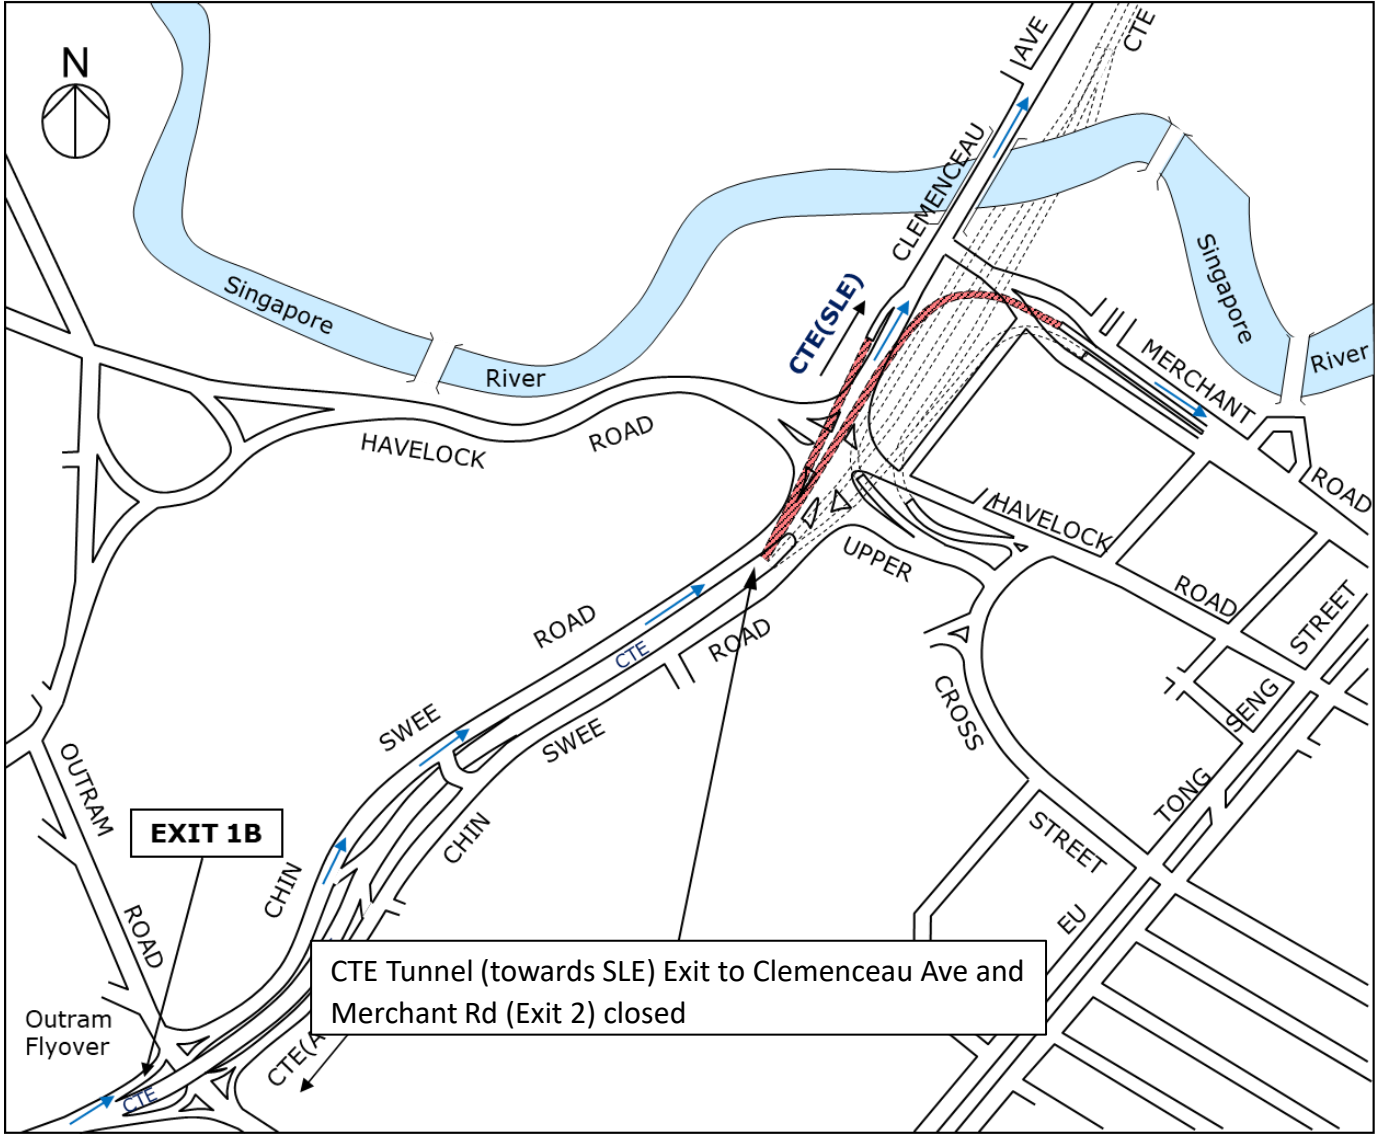 N
AVE
CTE
CLEMENCEAU
CTE(SLE)
Singapore
River
Singapore
River
MERCHANT
ROAD
HAVELOCK
ROAD
HAVELOCK
ROAD
UPPER
CROSS
STREET
STREET
SENG
TONG
EU
ROAD
CTE
ROAD
SWEE
SWEE
CHIN
CHIN
OUTRAM
ROAD
EXIT 1B
CTE Tunnel (towards SLE) Exit to Clemenceau Ave and
Merchant Rd (Exit 2) closed
Outram
Flyover
CTE